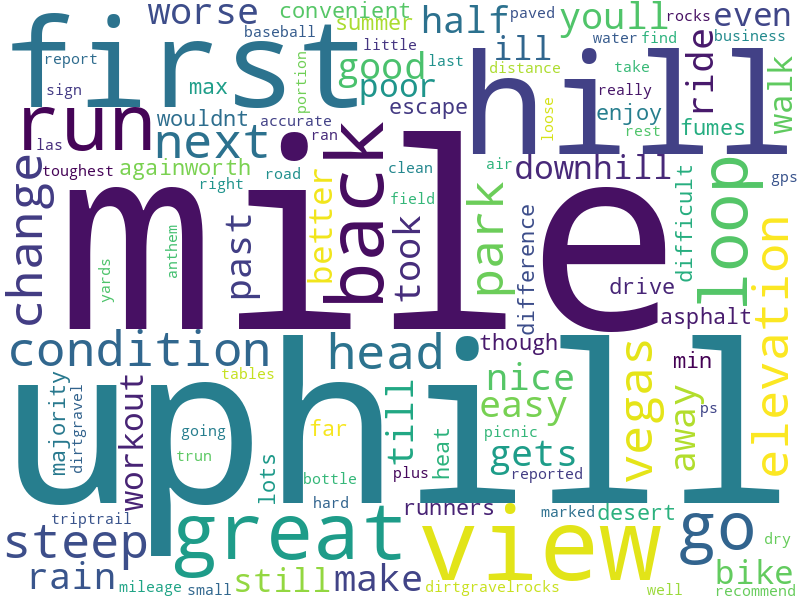 first
worse
convenient
summer
baseball
little
half
paved
youll
rocks
even
water
find
business
report
sign
max
good
last
poor
ill
distance
take
ride
walk
run
wouldnt
accurate
portion
escape
really
loose
enjoy
fumes
rest
hill
next
ran
las
toughest
againworth
right
road
back
clean
field
air
downhill
gps
change
mile
past
better
took
park
difference
difficult
loop
elevation
yards
anthem
drive
asphalt
condition
head
though
min
vegas
away
uphill
majority
dirtgravel
workout
tables
nice
easy
going
trun
far
till
heat
picnic
gets
ps
lots
bottle
plus
reported
hard
runners
marked
desert
triptrail
steep
great
view
go
dry
rain
mileage
small
still
make
dirtgravelrocks
well
bike
recommend